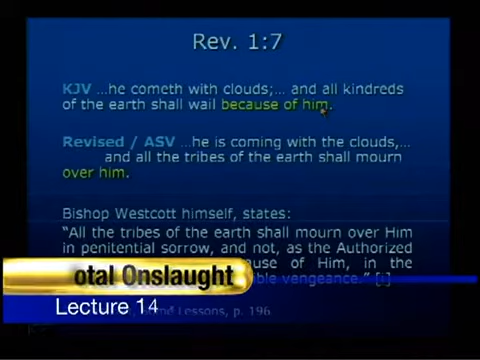 Rev. 1:7
KJV ...he cometh with clouds;... and all kindreds
of the earth shall wail because of him.
Revised / ASV ...he is coming with the clouds,...
and all the tribes of the earth shall mourn
over him.
Bishop Westcott himself, states:
“All the tribes of the earth shall mourn over Him
in penitential sorrow, and not, as the Authorized
of Him, in the
vengeance.” [1]
otal Onslaught
Lecture 14
Lessons, p. 196